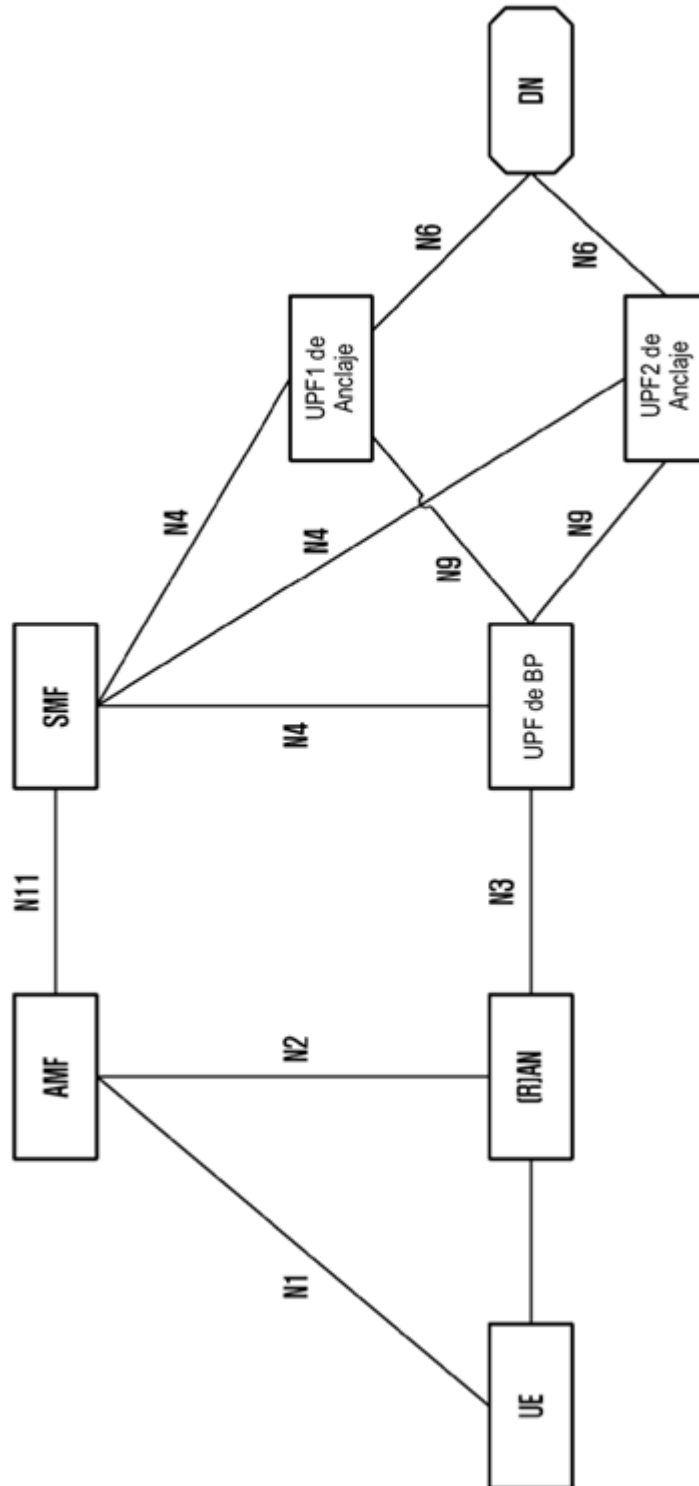 AMF
N11
SMF
N4
N1
N2
N4
N4
UPF1 de
Anclaje
N9
N6
UE
(R)AN
N3
UPF de BP
DN
N9
N6
UPF2 de
Anclaje